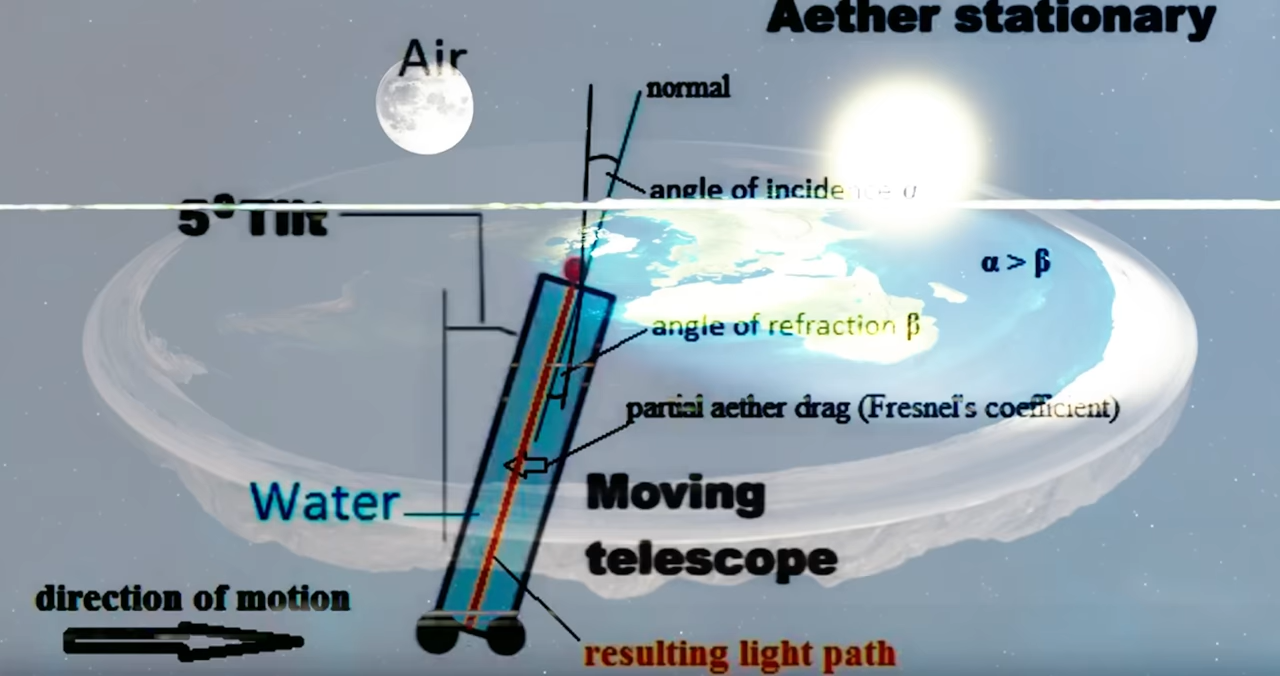 Aether stationary
Air
normal
angle of incidence α
5° Tilt
α > β
angle of refraction β
partial aether drag (Fresnel's coefficient)
Water
Moving
telescope
direction of motion
resulting light path